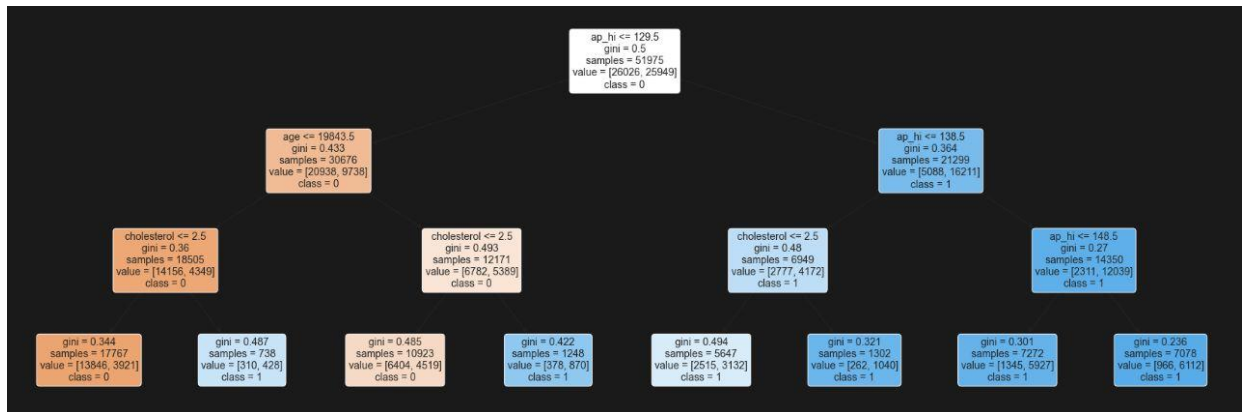 ap_hi <= 129.5
gini = 0.5
samples = 51975
value = [26026, 25949]
class = 0
age <= 19843.5
gini = 0.433
samples = 30676
value = [20938, 9738]
class = 0
ap_hi <= 138.5
gini = 0.364
samples = 21299
value = [5088, 16211]
class = 1
cholesterol <= 2.5
gini = 0.36
samples = 18505
value = [14156, 4349]
class = 0
cholesterol <= 2.5
gini = 0.493
samples = 12171
value = [6782, 5389]
class = 0
cholesterol <= 2.5
gini = 0.48
samples = 6949
value = [2777, 4172]
class = 1
ap_hi <= 148.5
gini = 0.27
samples = 14350
value = [2311, 12039]
class = 1
gini = 0.344
samples = 17767
value = [13846, 3921]
class = 0
gini = 0.487
samples = 738
value = [310, 428]
class = 1
gini = 0.485
samples = 10923
value = [6404, 4519]
class = 0
gini = 0.422
samples = 1248
value = [378, 870]
class = 1
gini = 0.494
samples = 5647
value = [2515, 3132]
class = 1
gini = 0.321
samples = 1302
value = [262, 1040]
class = 1
gini = 0.301
samples = 7272
value = [1345, 5927]
class = 1
gini = 0.236
samples = 7078
value = [966, 6112]
class = 1